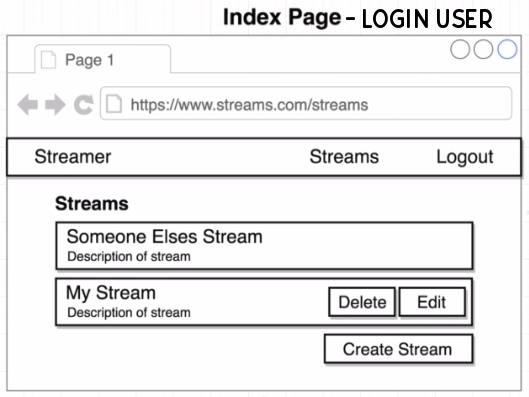 Index Page - LOGIN USER
Page 1
https://www.streams.com/streams
Streamer Streams Logout
Streams
Someone Elses Stream
Description of stream
My Stream
Description of stream
Delete Edit
Create Stream